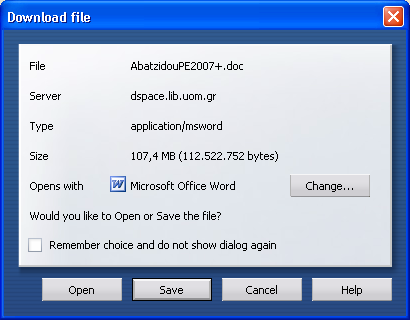 Download file
File AbatzidouPE2007+.doc
Server dspace.lib.uom.gr
Type application/msword
Size 107,4 MB (112.522.752 bytes)
Opens with Microsoft Office Word Change...
Would you like to Open or Save the file?
Remember choice and do not show dialog again
Open Save Cancel Help